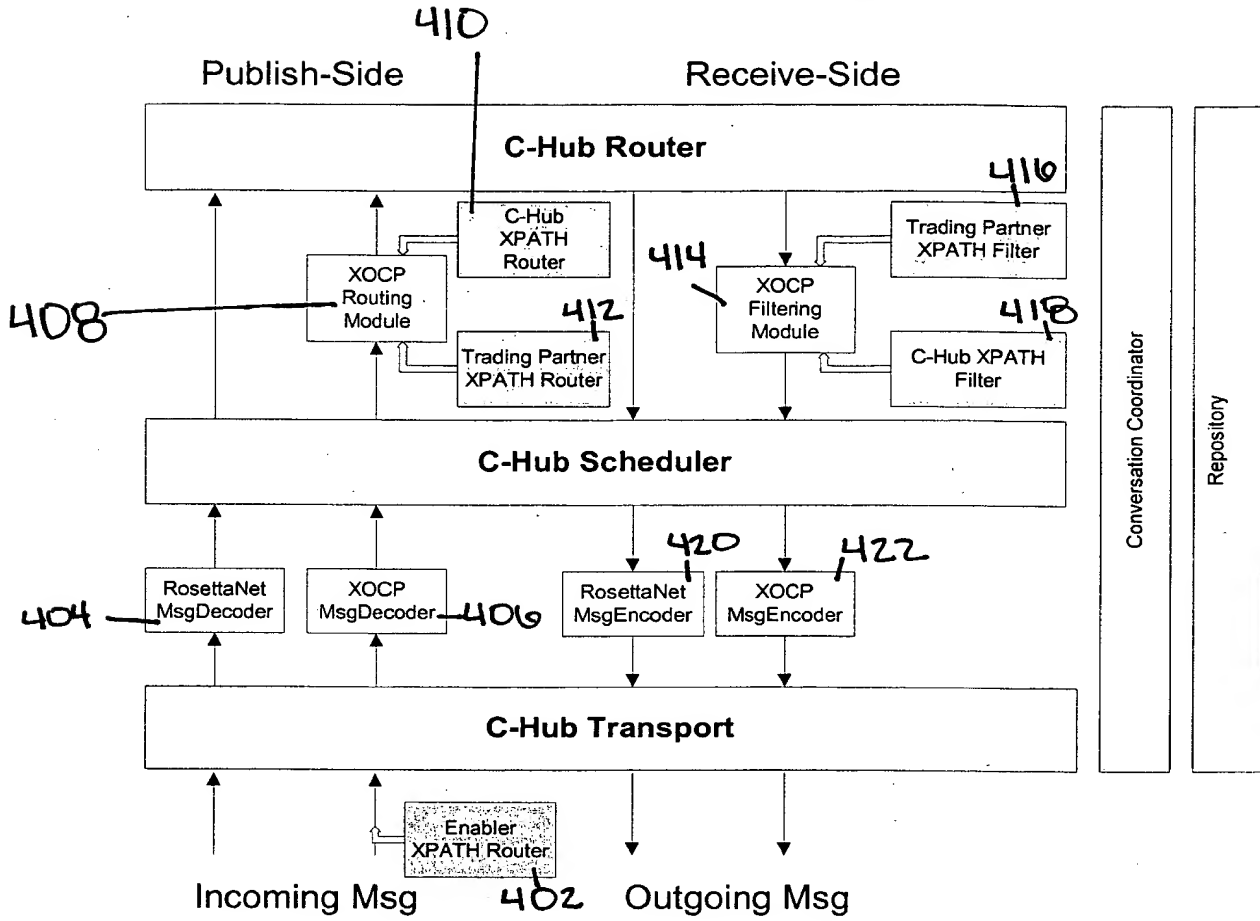 410
Publish-Side
Receive-Side
C-Hub Router
416
C-Hub
XPATH
Router
Trading Partner
XPATH Filter
414
XOCP
Routing
Module
XOCP
Filtering
Module
408
412
418
Trading Partner
XPATH Router
C-Hub XPATH
Filter
C-Hub Scheduler
Conversation Coordinator
Repository
420
422
RosettaNet
MsgDecoder
XOCP
MsgDecoder
RosettaNet
MsgEncoder
XOCP
MsgEncoder
404
406
C-Hub Transport
Enabler
XPATH Router
402
Incoming Msg
Outgoing Msg